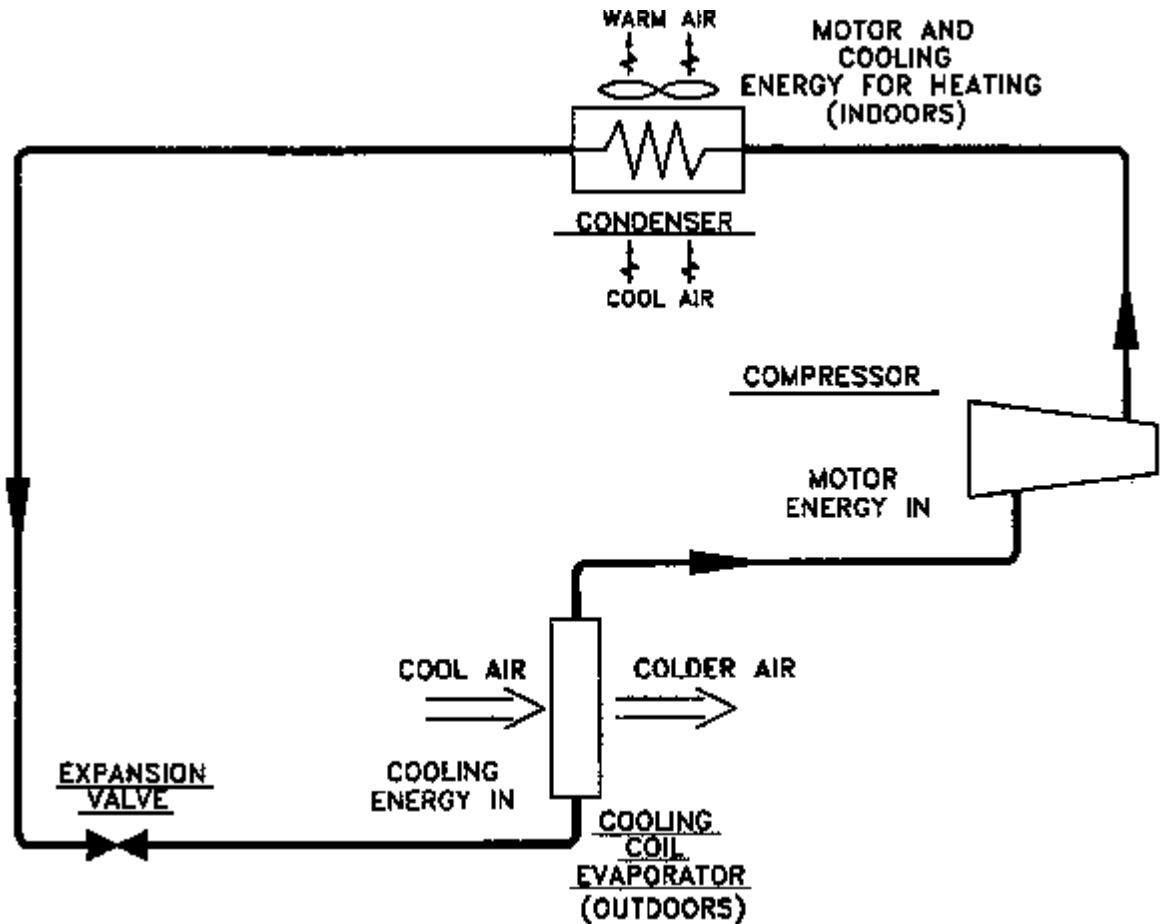 WARM AIR
MOTOR AND
COOLING
ENERGY FOR HEATING
(INDOORS)
CONDENSER
COOL AIR
COMPRESSOR
MOTOR
ENERGY IN
COOL AIR
COLDER AIR
COOLING
ENERGY IN
EXPANSION
VALVE
COOLING
COIL
EVAPORATOR
(OUTDOORS)